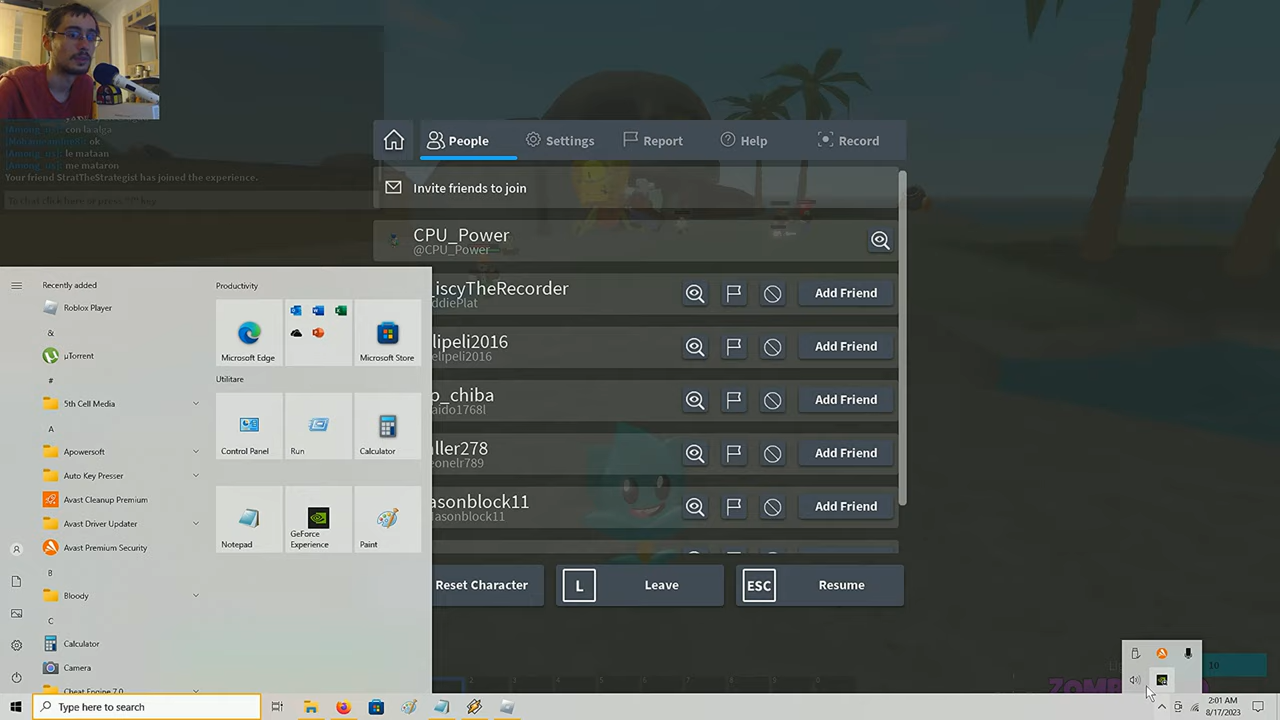 con la alga
ok
le mataan
me mataron
Your friend StratTheStrategist has joined the experience.
People
Settings
Report
Help
Record
Invite friends to join
CPU_Power
@CPU_Power
iscyTheRecorder
ddiePlat
Add Friend
lipeli2016
elipeli2016
Add Friend
o_chiba
aido1768l
Add Friend
ller278
eonelr789
Add Friend
asonblock11
asonblock11
Add Friend
Reset Character
L
Leave
ESC
Resume
Recently added
Roblox Player
&
µTorrent
#
5th Cell Media
A
Apowersoft
Auto Key Presser
Avast Cleanup Premium
Avast Driver Updater
Avast Premium Security
B
Bloody
C
Calculator
Camera
Cheat Engine 7.0
Productivity
Microsoft Edge
Microsoft Store
Utilitare
Control Panel
Run
Calculator
Notepad
GeForce
Experience
Paint
10
Type here to search
2:01 AM
8/17/2023